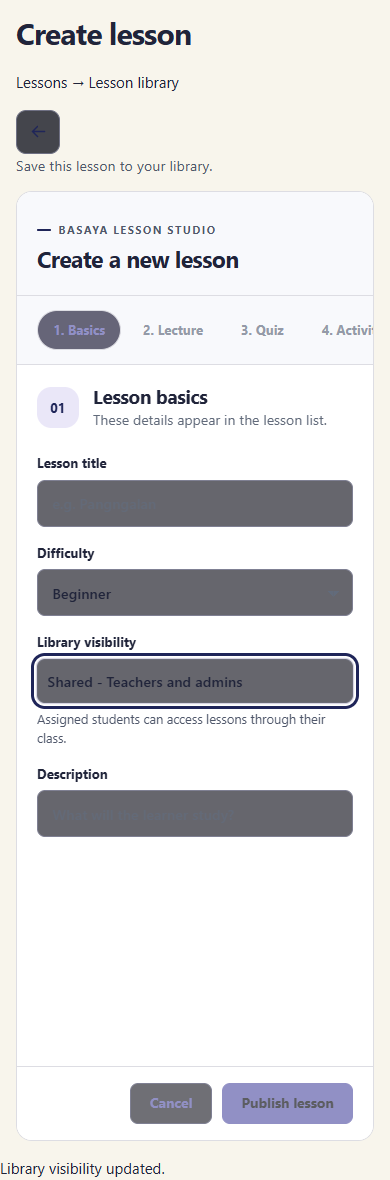 Create lesson
Lessons → Lesson library
←
Save this lesson to your library.
— BASAYA LESSON STUDIO
Create a new lesson
1. Basics 2. Lecture 3. Quiz 4. Activi
01
Lesson basics
These details appear in the lesson list.
Lesson title
Difficulty
Beginner
Library visibility
Shared - Teachers and admins
Assigned students can access lessons through their
class.
Description
Cancel Publish lesson
Library visibility updated.